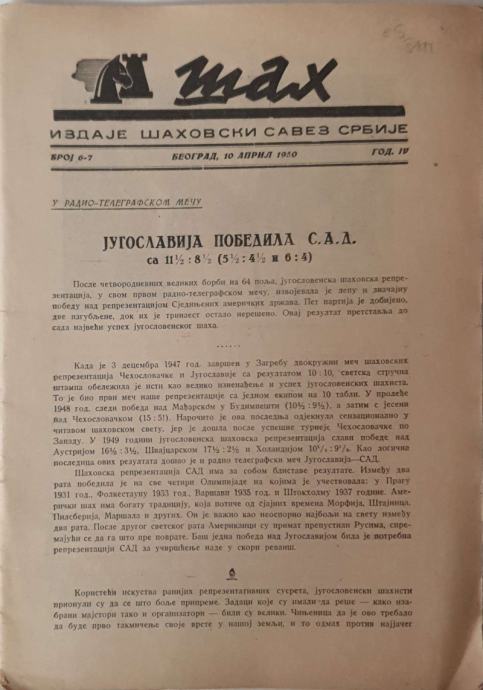 шах
ИЗДАЈЕ ШАХОВСКИ САВЕЗ СРБИЈЕ
БРОЈ 6-7 БЕОГРАД, 10 АПРИЛ 1950 ГОД. IV
У РАДИО-ТЕЛЕГРАФСКОМ МЕЧУ
ЈУГОСЛАВИЈА ПОБЕДИЛА С.А.Д.
са 11½ : 8½ (5½ : 4½ и 6 : 4)
После четвородневних великих борби на 64 поља, југословенска шаховска репре-
зентација, у свом првом радио-телеграфском мечу, извојевала је лепу и значајну
победу над репрезентацијом Сједињених америчких држава. Пет партија је добијено,
две изгубљене, док их је тринаест остало нерешено. Овај резултат претставља до
сада највећи успех југословенског шаха.
......
Када је 3 децембра 1947 год. завршен у Загребу двокружни меч шаховских
репрезентација Чехословачке и Југославије са резултатом 10 : 10, светска стручна
штампа обележила је исти као велико изненађење и успех југословенских шахиста.
То је био први меч наше репрезентације са једном екипом на 10 табли. У пролеће
1948 год. следи победа над Мађарском у Будимпешти (10½ : 9½), а затим с јесени
над Чехословачком (15 : 5!). Нарочито је ова последња одјекнула сензационално у
читавом шаховском свету, јер је дошла после успешне турнеје Чехословачке по
Западу. У 1949 години југословенска шаховска репрезентација слави победе над
Аустријом 16½ : 3½, Швајцарском 17½ : 2½ и Холандијом 10½ : 9½. Као логична
последица ових резултата дошао је и радио телеграфски меч Југославија—САД.
Шаховска репрезентација САД има за собом блиставе резултате. Између два
рата победила је на све четири Олимпијаде на којима је учествовала: у Прагу
1931 год., Фолкестауну 1933 год., Варшави 1935 год. и Штокхолму 1937 године. Аме-
рички шах има богату традицију, која потиче од сјајних времена Морфија, Штајница,
Пилсберија, Маршала и других. Он је важио као неоспорно најбољи на свету између
два рата. После другог светског рата Американци су примат препустили Русима, спре-
мајући се да га што пре поврате. Баш једна победа над Југославијом била је потребна
репрезентацији САД за учвршћење наде у скори реванш.
Користећи искуства ранијих репрезентативних сусрета, југословенски шахисти
прионули су да се што боље припреме. Задаци које су имали да реше — како иза-
брани мајстори тако и организатори — били су велики. Чињеница да је ово требало
да буде прво такмичење своје врсте у нашој земљи, и то одмах против најјачег